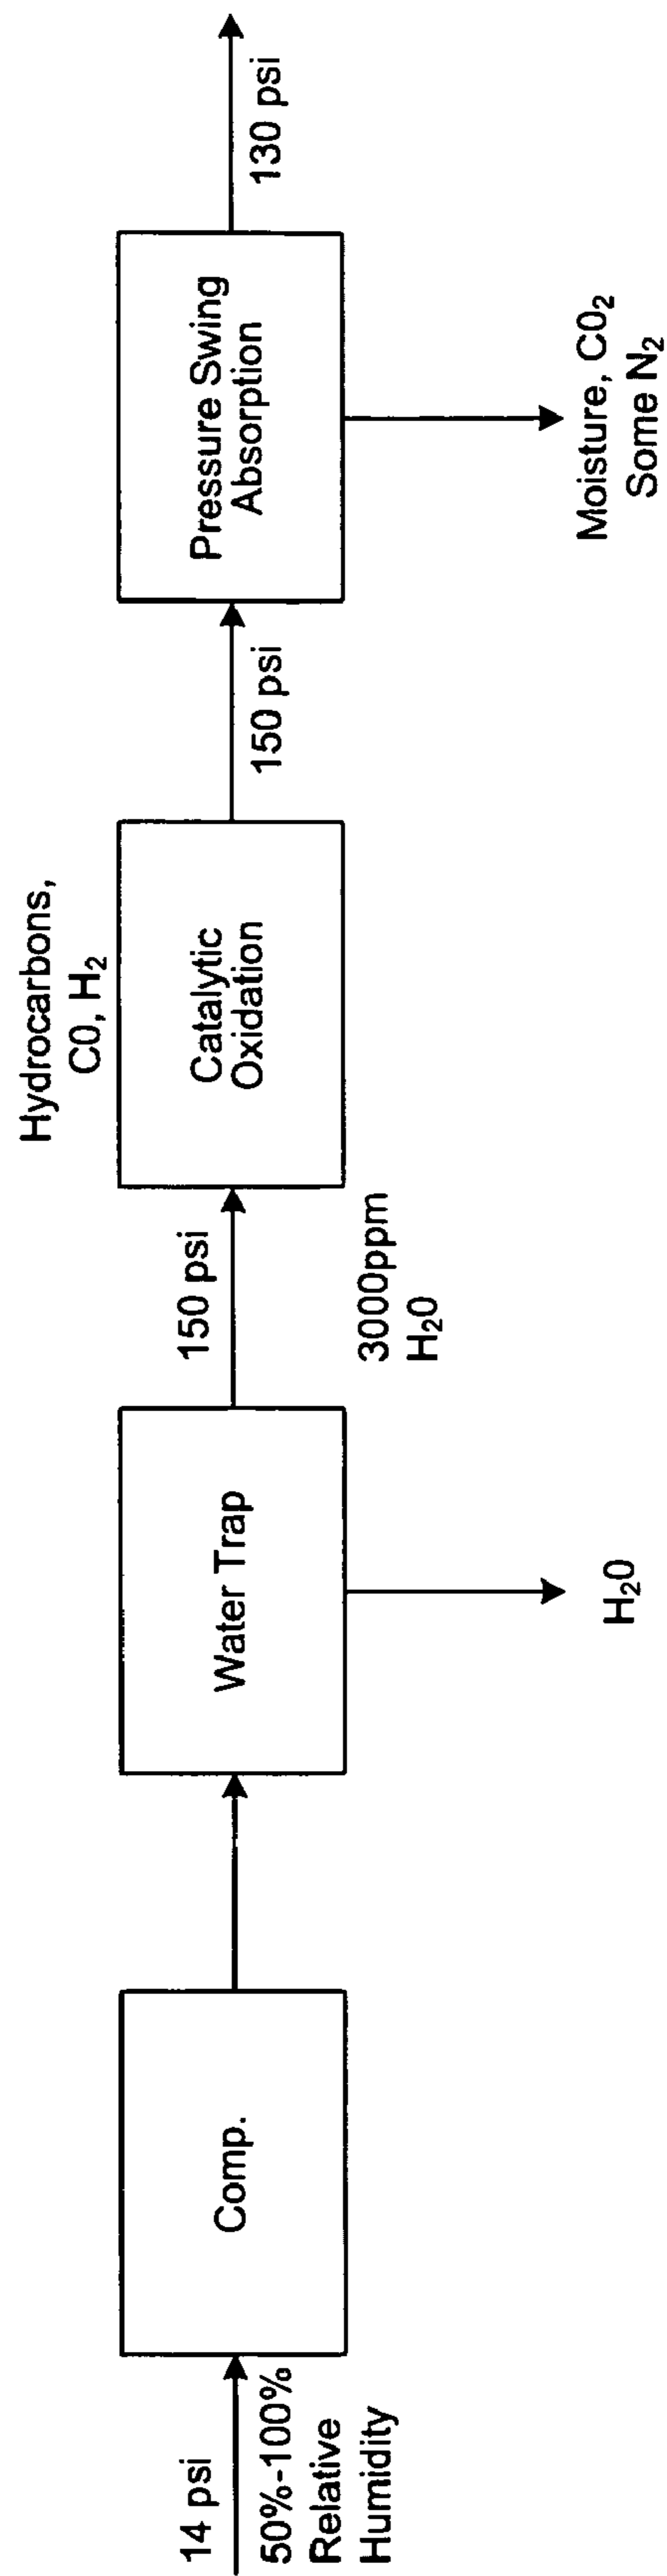 14 psi
50%-100%
Relative
Humidity
Comp.
Water Trap
H₂0
150 psi
3000ppm
H₂0
Hydrocarbons,
C0, H₂
Catalytic
Oxidation
150 psi
Pressure Swing
Absorption
Moisture, C0₂
Some N₂
130 psi